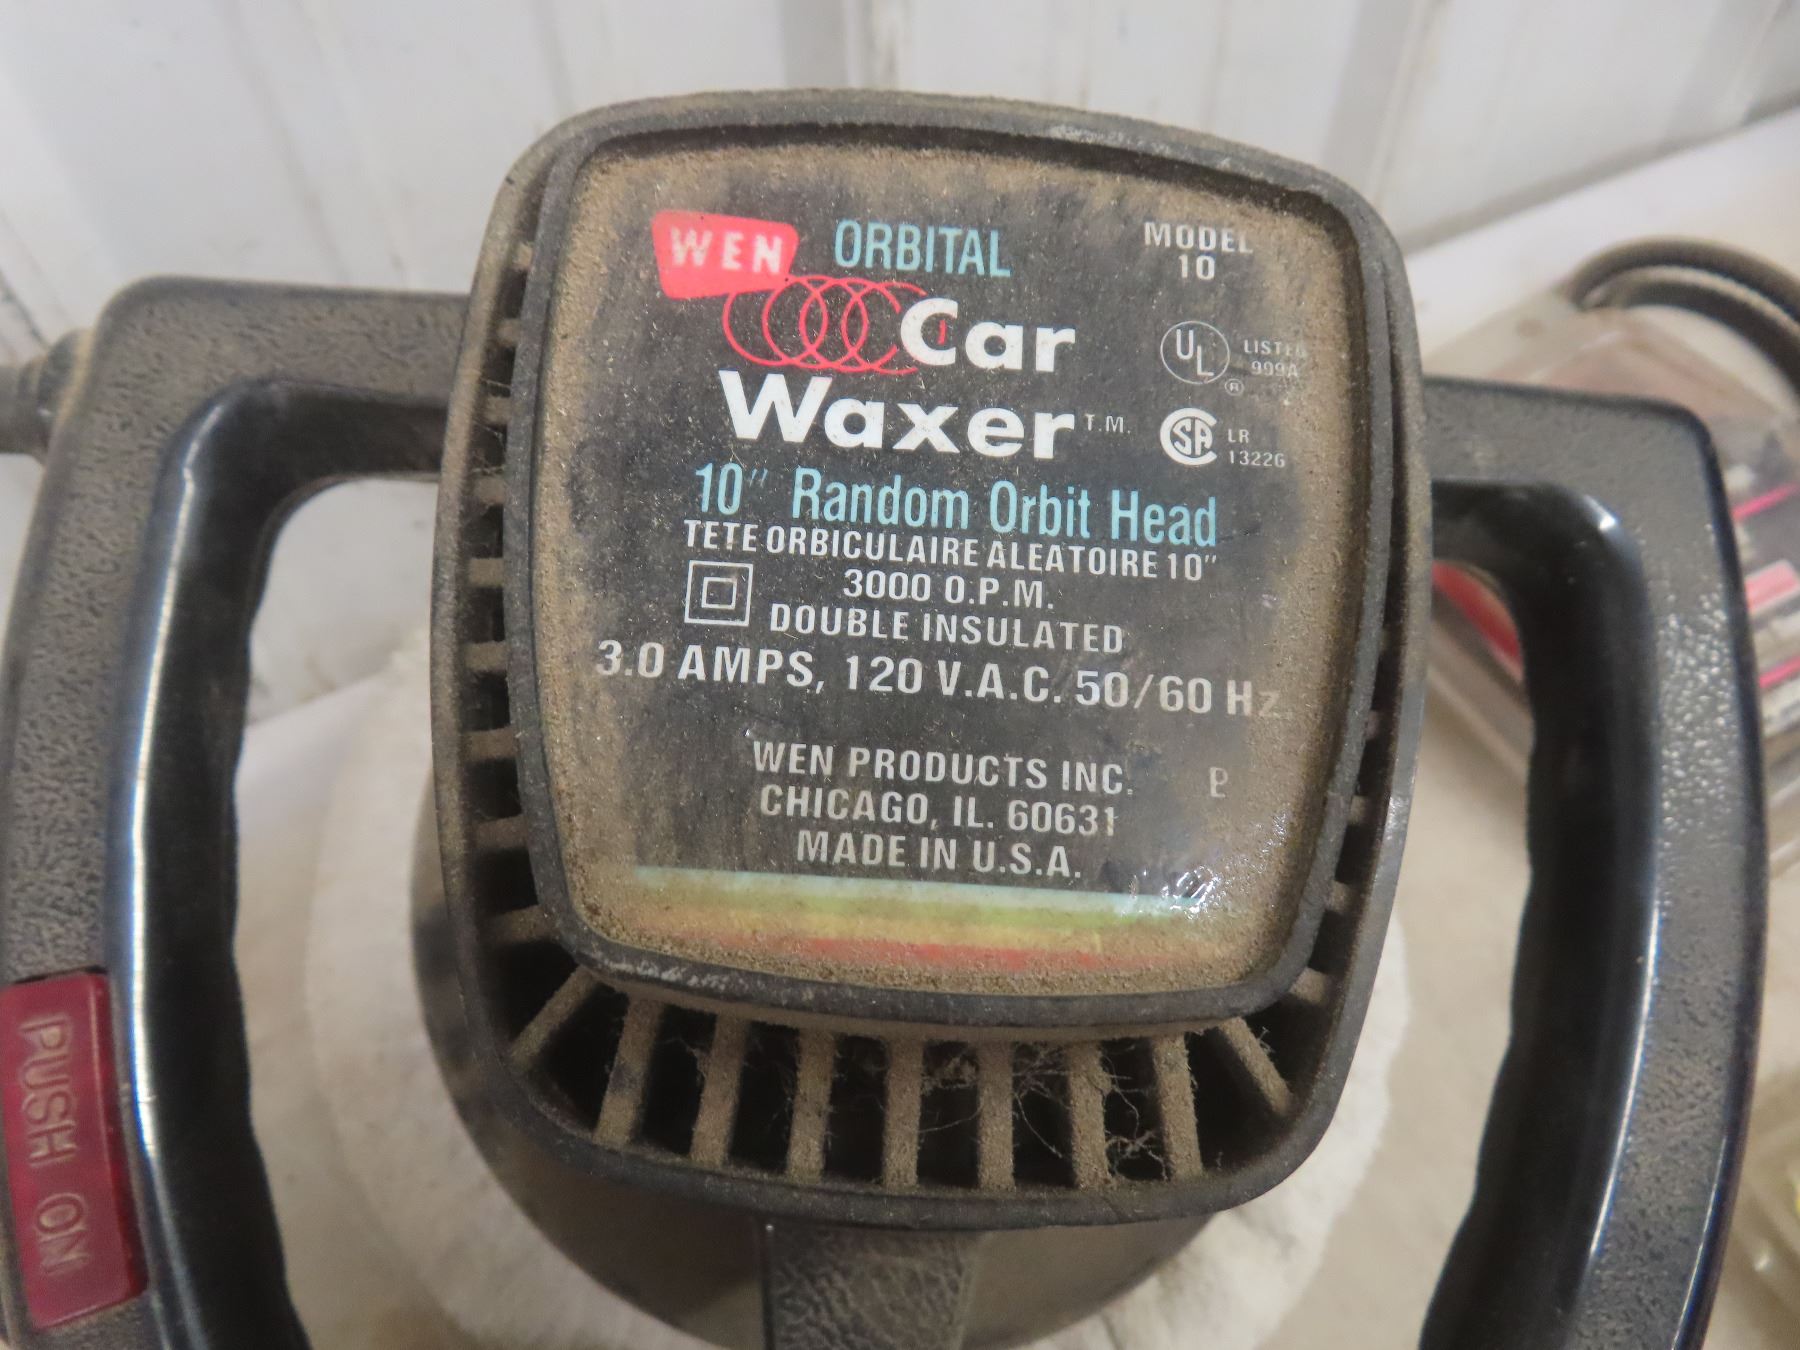 WEN ORBITAL
MODEL
10
Car
Waxer T.M.
UL ®
LISTED
999A
SA
LR
13226
10" Random Orbit Head
TETE ORBICULAIRE ALEATOIRE 10"
3000 O.P.M.
DOUBLE INSULATED
3.0 AMPS, 120 V.A.C. 50/60 Hz
WEN PRODUCTS INC.
CHICAGO, IL. 60631
MADE IN U.S.A.
PUSH ON